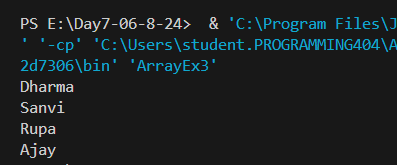 PS E:\Day7-06-8-24>  & 'C:\Program Files\J
' '-cp' 'C:\Users\student.PROGRAMMING404\A
2d7306\bin' 'ArrayEx3'
Dharma
Sanvi
Rupa
Ajay